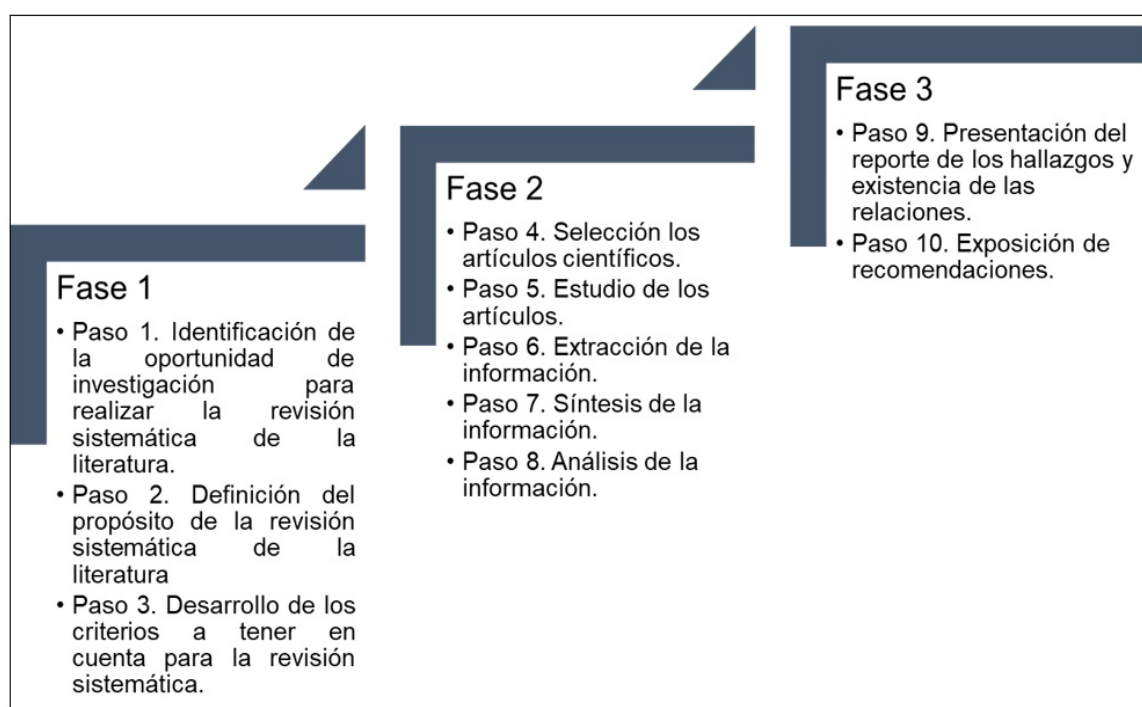 Fase 1
• Paso 1. Identificación de
la oportunidad de
investigación para
realizar la revisión
sistemática de la
literatura.
• Paso 2. Definición del
propósito de la revisión
sistemática de la
literatura
• Paso 3. Desarrollo de los
criterios a tener en
cuenta para la revisión
sistemática.
Fase 2
• Paso 4. Selección los
artículos científicos.
• Paso 5. Estudio de los
artículos.
• Paso 6. Extracción de la
información.
• Paso 7. Síntesis de la
información.
• Paso 8. Análisis de la
información.
Fase 3
• Paso 9. Presentación del
reporte de los hallazgos y
existencia de las
relaciones.
• Paso 10. Exposición de
recomendaciones.